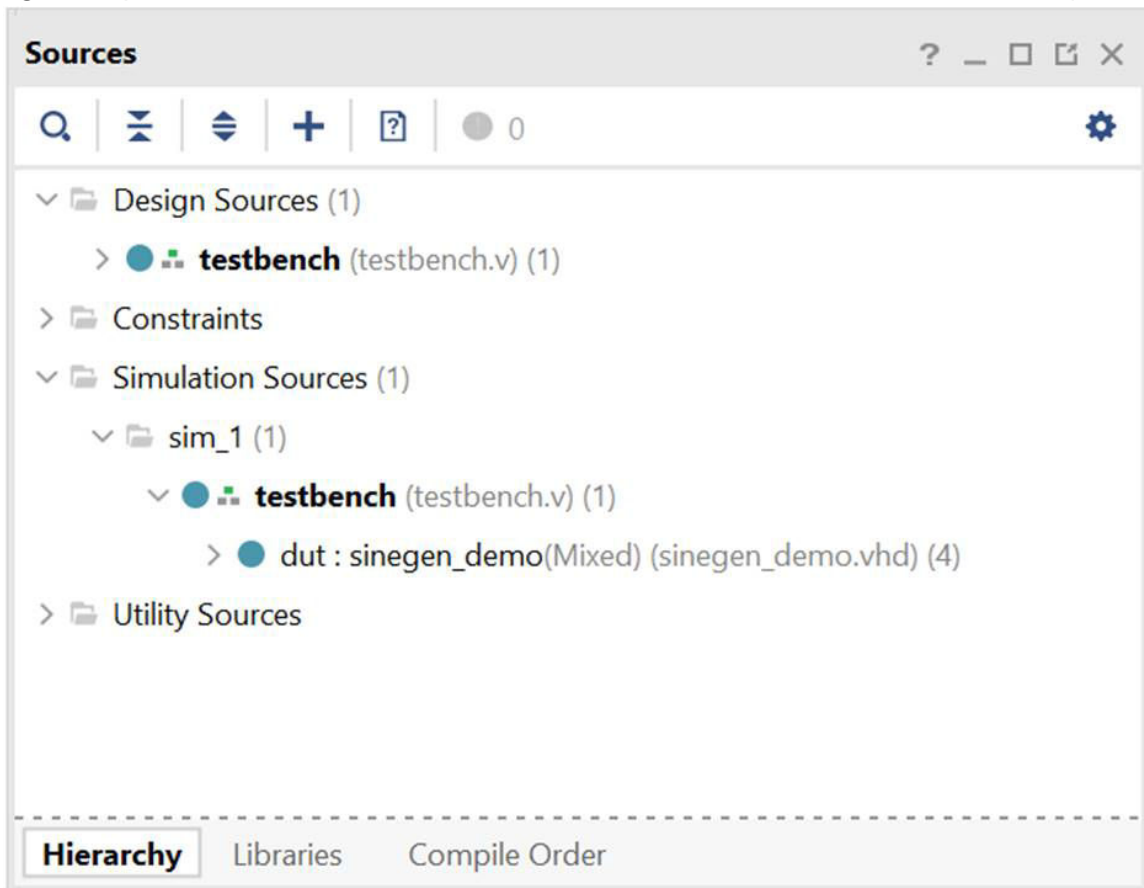 Sources
0
Design Sources (1)
testbench (testbench.v) (1)
Constraints
Simulation Sources (1)
sim_1 (1)
testbench (testbench.v) (1)
dut : sinegen_demo(Mixed) (sinegen_demo.vhd) (4)
Utility Sources
Hierarchy Libraries Compile Order